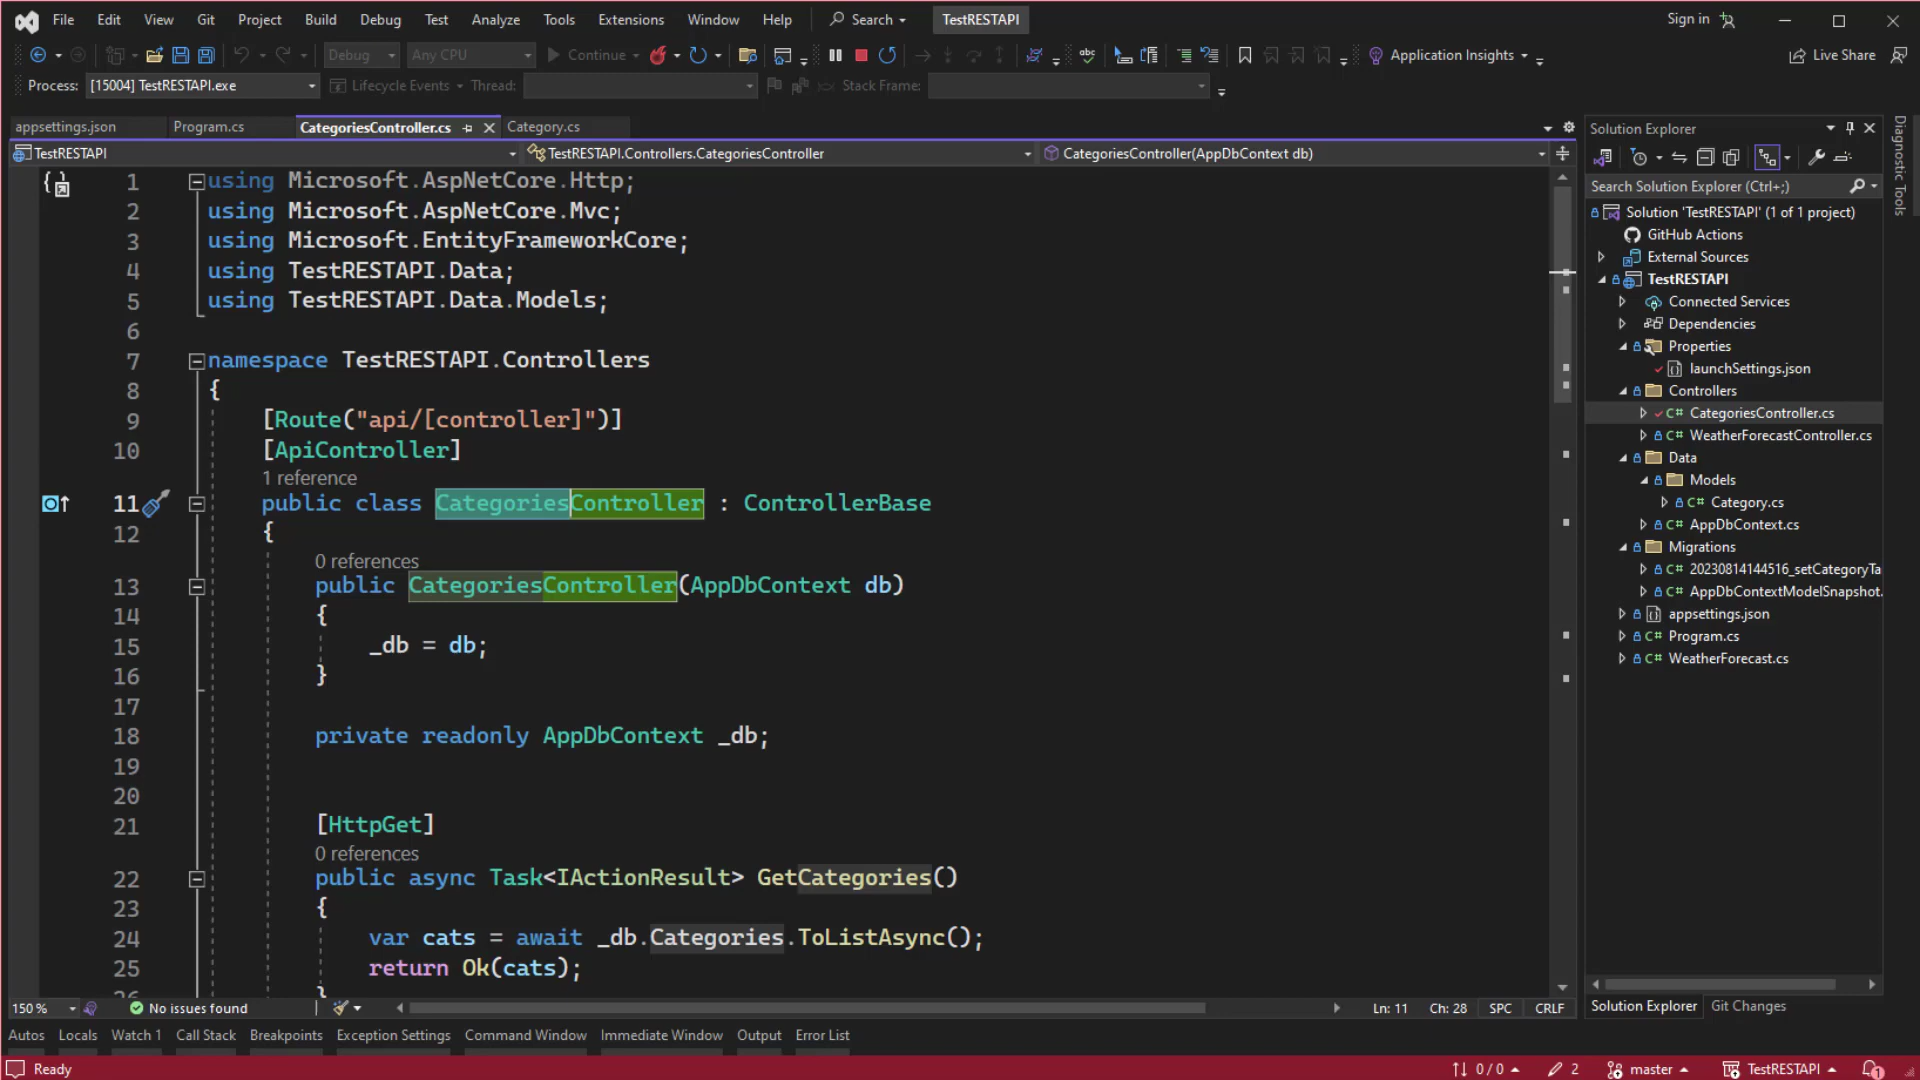 File Edit View Git Project Build Debug Test Analyze Tools Extensions Window Help Search TestRESTAPI Sign in
Debug Any CPU Continue Application Insights Live Share
Process: [15004] TestRESTAPI.exe Lifecycle Events Thread: Stack Frame:
appsettings.json Program.cs CategoriesController.cs Category.cs
TestRESTAPI TestRESTAPI.Controllers.CategoriesController CategoriesController(AppDbContext db)
1 using Microsoft.AspNetCore.Http;
2 using Microsoft.AspNetCore.Mvc;
3 using Microsoft.EntityFrameworkCore;
4 using TestRESTAPI.Data;
5 using TestRESTAPI.Data.Models;
6
7 namespace TestRESTAPI.Controllers
8 {
9 [Route("api/[controller]")]
10 [ApiController]
1 reference
11 public class CategoriesController : ControllerBase
12 {
0 references
13 public CategoriesController(AppDbContext db)
14 {
15 _db = db;
16 }
17
18 private readonly AppDbContext _db;
19
20
21 [HttpGet]
0 references
22 public async Task<IActionResult> GetCategories()
23 {
24 var cats = await _db.Categories.ToListAsync();
25 return Ok(cats);
26 }
150 % No issues found Ln: 11 Ch: 28 SPC CRLF
Solution Explorer
Search Solution Explorer (Ctrl+;)
Solution 'TestRESTAPI' (1 of 1 project)
GitHub Actions
External Sources
TestRESTAPI
Connected Services
Dependencies
Properties
launchSettings.json
Controllers
CategoriesController.cs
WeatherForecastController.cs
Data
Models
Category.cs
AppDbContext.cs
Migrations
20230814144516_setCategoryTa
AppDbContextModelSnapshot.
appsettings.json
Program.cs
WeatherForecast.cs
Solution Explorer Git Changes
Diagnostic Tools
Autos Locals Watch 1 Call Stack Breakpoints Exception Settings Command Window Immediate Window Output Error List
Ready 0 / 0 2 master TestRESTAPI 1